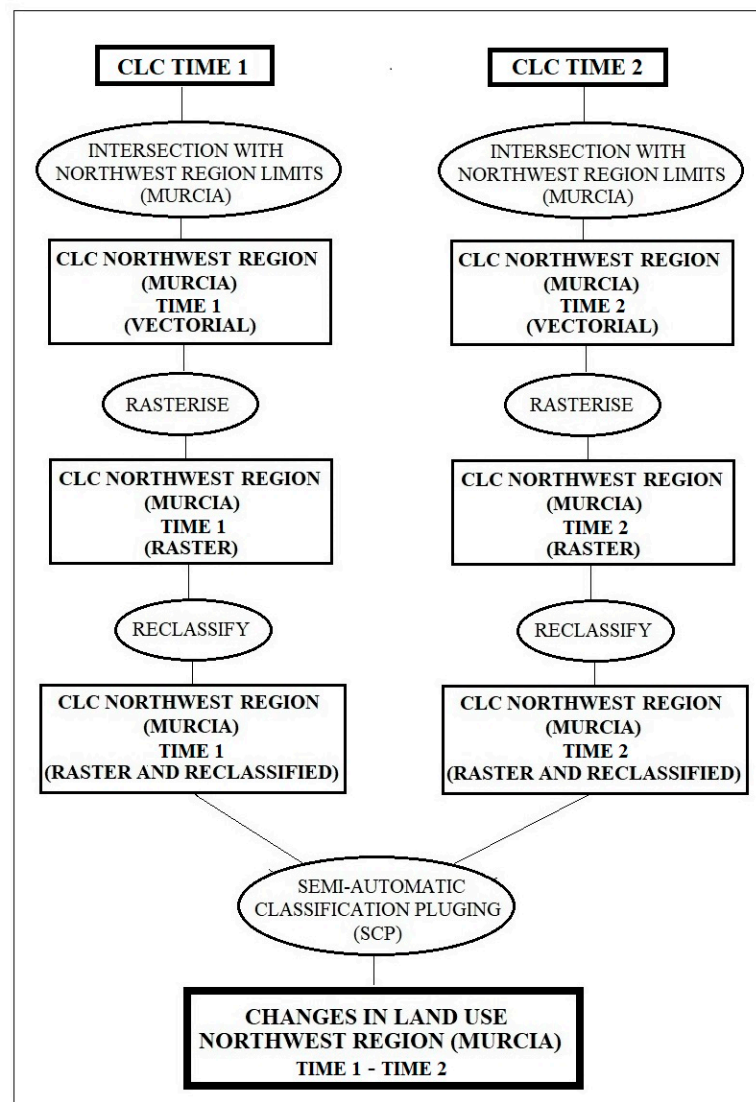 CLC TIME 1
CLC TIME 2
INTERSECTION WITH
NORTHWEST REGION LIMITS
(MURCIA)
INTERSECTION WITH
NORTHWEST REGION LIMITS
(MURCIA)
CLC NORTHWEST REGION
(MURCIA)
TIME 1
(VECTORIAL)
CLC NORTHWEST REGION
(MURCIA)
TIME 2
(VECTORIAL)
RASTERISE
RASTERISE
CLC NORTHWEST REGION
(MURCIA)
TIME 1
(RASTER)
CLC NORTHWEST REGION
(MURCIA)
TIME 2
(RASTER)
RECLASSIFY
RECLASSIFY
CLC NORTHWEST REGION
(MURCIA)
TIME 1
(RASTER AND RECLASSIFIED)
CLC NORTHWEST REGION
(MURCIA)
TIME 2
(RASTER AND RECLASSIFIED)
SEMI-AUTOMATIC
CLASSIFICATION PLUGING
(SCP)
CHANGES IN LAND USE
NORTHWEST REGION (MURCIA)
TIME 1 - TIME 2